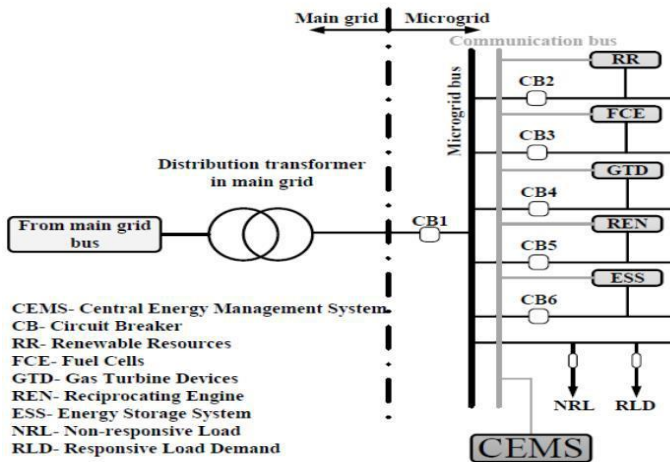 Main grid
Microgrid
Communication bus
RR
CB2
Microgrid bus
FCE
CB3
Distribution transformer
in main grid
GTD
CB4
From main grid
bus
CB1
REN
CB5
ESS
CB6
CEMS- Central Energy Management System
CB- Circuit Breaker
RR- Renewable Resources
FCE- Fuel Cells
GTD- Gas Turbine Devices
REN- Reciprocating Engine
ESS- Energy Storage System
NRL- Non-responsive Load
RLD- Responsive Load Demand
NRL
RLD
CEMS